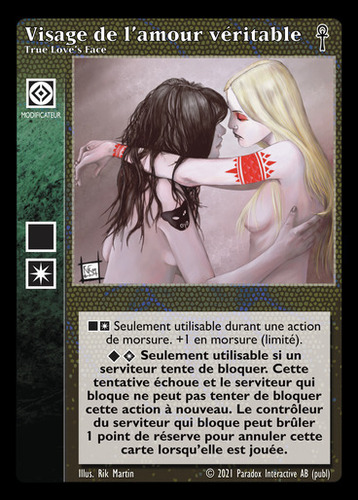 Visage de l'amour véritable
True Love's Face
MODIFICATEUR
Seulement utilisable durant une action
de morsure. +1 en morsure (limité).
Seulement utilisable si un
serviteur tente de bloquer. Cette
tentative échoue et le serviteur qui
bloque ne peut pas tenter de bloquer
cette action à nouveau. Le contrôleur
du serviteur qui bloque peut brûler
1 point de réserve pour annuler cette
carte lorsqu'elle est jouée.
Illus. Rik Martin © 2021 Paradox Interactive AB (publ)